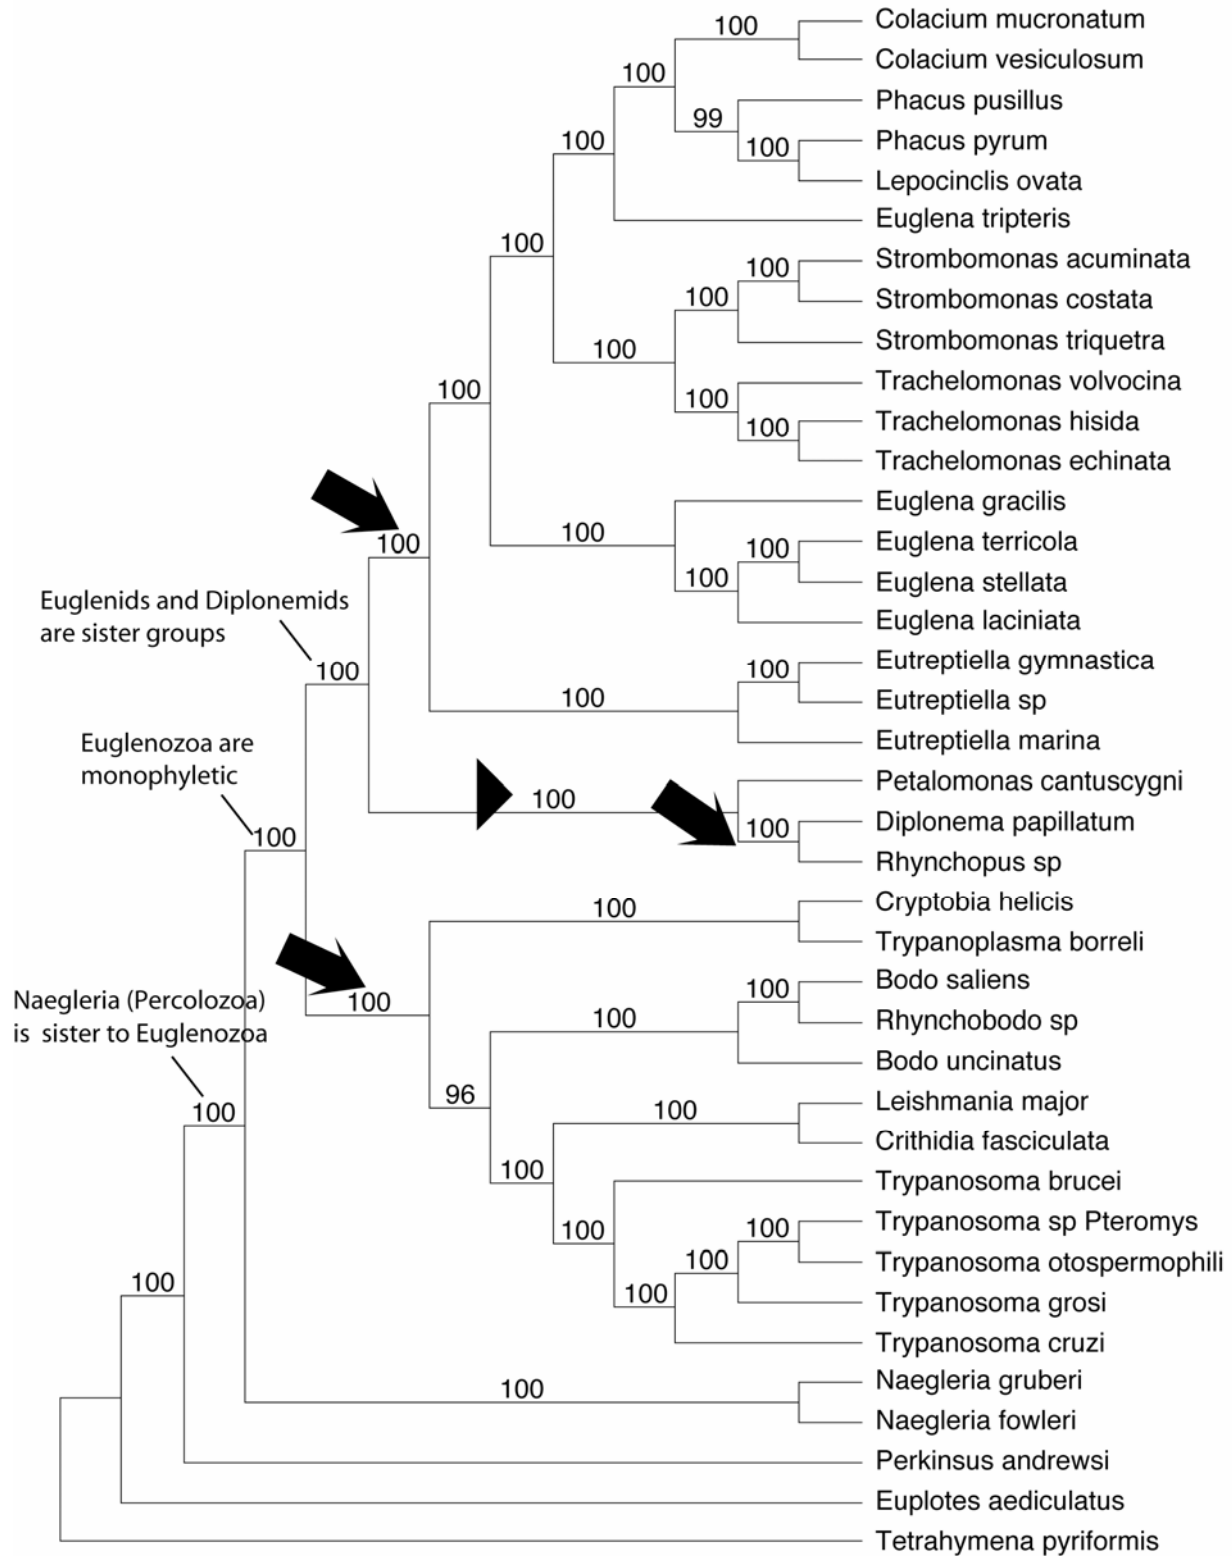 100
Colacium mucronatum
Colacium vesiculosum
100
Phacus pusillus
99
Phacus pyrum
100
Lepocinclis ovata
100
Euglena tripteris
100
Strombomonas acuminata
100
Strombomonas costata
100
Strombomonas triquetra
100
Trachelomonas volvocina
100
Trachelomonas hisida
100
Trachelomonas echinata
100
Euglena gracilis
100
Euglena terricola
100
Euglena stellata
100
Euglena laciniata
100
Euglenids and Diplonemids
are sister groups
Eutreptiella gymnastica
100
Eutreptiella sp
100
100
Eutreptiella marina
Euglenozoa are
monophyletic
Petalomonas cantuscygni
100
Diplonema papillatum
100
100
Rhynchopus sp
Cryptobia helicis
100
Trypanoplasma borreli
Bodo saliens
100
Naegleria (Percolozoa)
is sister to Euglenozoa
100
Rhynchobodo sp
100
Bodo uncinatus
96
Leishmania major
100
100
Crithidia fasciculata
100
Trypanosoma brucei
Trypanosoma sp Pteromys
100
100
Trypanosoma otospermophili
100
100
Trypanosoma grosi
100
Trypanosoma cruzi
Naegleria gruberi
100
Naegleria fowleri
Perkinsus andrewsi
Euplotes aediculatus
Tetrahymena pyriformis